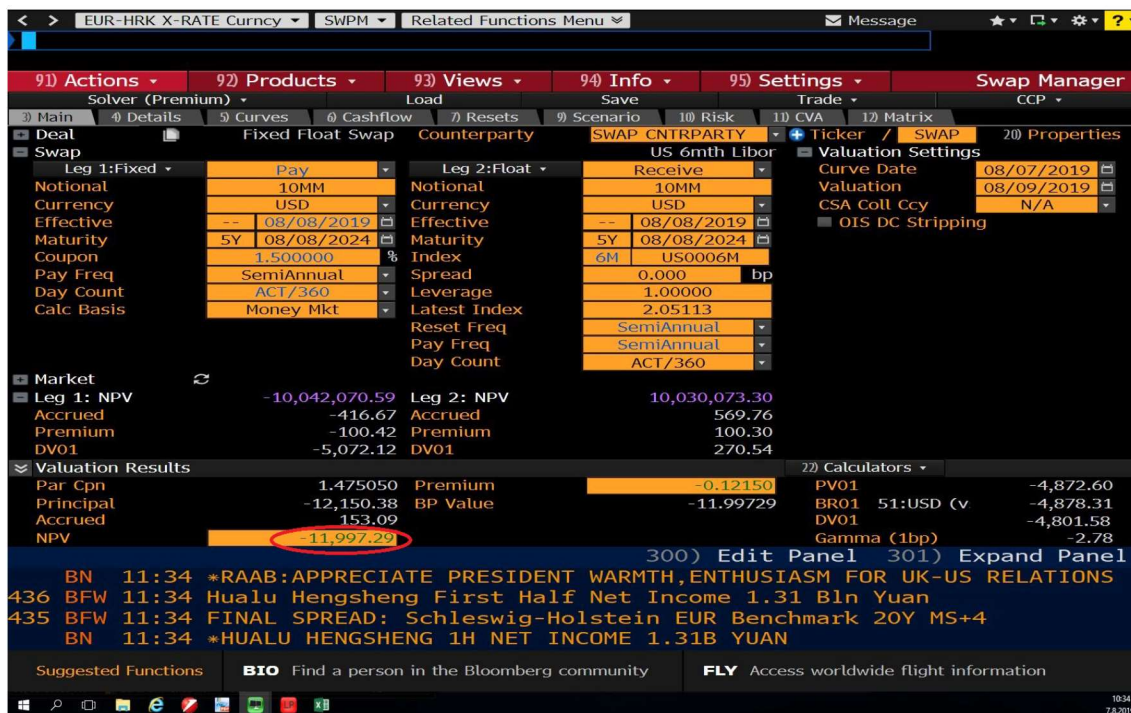 < > EUR-HRK X-RATE Curncy SWPM Related Functions Menu Message ?
91) Actions 92) Products 93) Views 94) Info 95) Settings Swap Manager
Solver (Premium) Load Save Trade CCP
3) Main 4) Details 5) Curves 6) Cashflow 7) Resets 9) Scenario 10) Risk 11) CVA 12) Matrix
Deal Fixed Float Swap Counterparty SWAP CNTRPARTY Ticker / SWAP 20) Properties
Swap US 6mth Libor Valuation Settings
Leg 1:Fixed Pay Leg 2:Float Receive Curve Date 08/07/2019
Notional 10MM Notional 10MM Valuation 08/09/2019
Currency USD Currency USD CSA Coll Ccy N/A
Effective -- 08/08/2019 Effective -- 08/08/2019 OIS DC Stripping
Maturity 5Y 08/08/2024 Maturity 5Y 08/08/2024
Coupon 1.500000 % Index 6M US0006M
Pay Freq SemiAnnual Spread 0.000 bp
Day Count ACT/360 Leverage 1.00000
Calc Basis Money Mkt Latest Index 2.05113
Reset Freq SemiAnnual
Pay Freq SemiAnnual
Day Count ACT/360
Market
Leg 1: NPV -10,042,070.59 Leg 2: NPV 10,030,073.30
Accrued -416.67 Accrued 569.76
Premium -100.42 Premium 100.30
DV01 -5,072.12 DV01 270.54
Valuation Results 22) Calculators
Par Cpn 1.475050 Premium -0.12150 PV01 -4,872.60
Principal -12,150.38 BP Value -11.99729 BR01 51:USD (v -4,878.31
Accrued 153.09 DV01 -4,801.58
NPV -11,997.29 Gamma (1bp) -2.78
300) Edit Panel 301) Expand Panel
BN 11:34 *RAAB:APPRECIATE PRESIDENT WARMTH,ENTHUSIASM FOR UK-US RELATIONS
436 BFW 11:34 Hualu Hengsheng First Half Net Income 1.31 Bln Yuan
435 BFW 11:34 FINAL SPREAD: Schleswig-Holstein EUR Benchmark 20Y MS+4
BN 11:34 *HUALU HENGSHENG 1H NET INCOME 1.31B YUAN
Suggested Functions BIO Find a person in the Bloomberg community FLY Access worldwide flight information
LP 10:34
7.8.2019